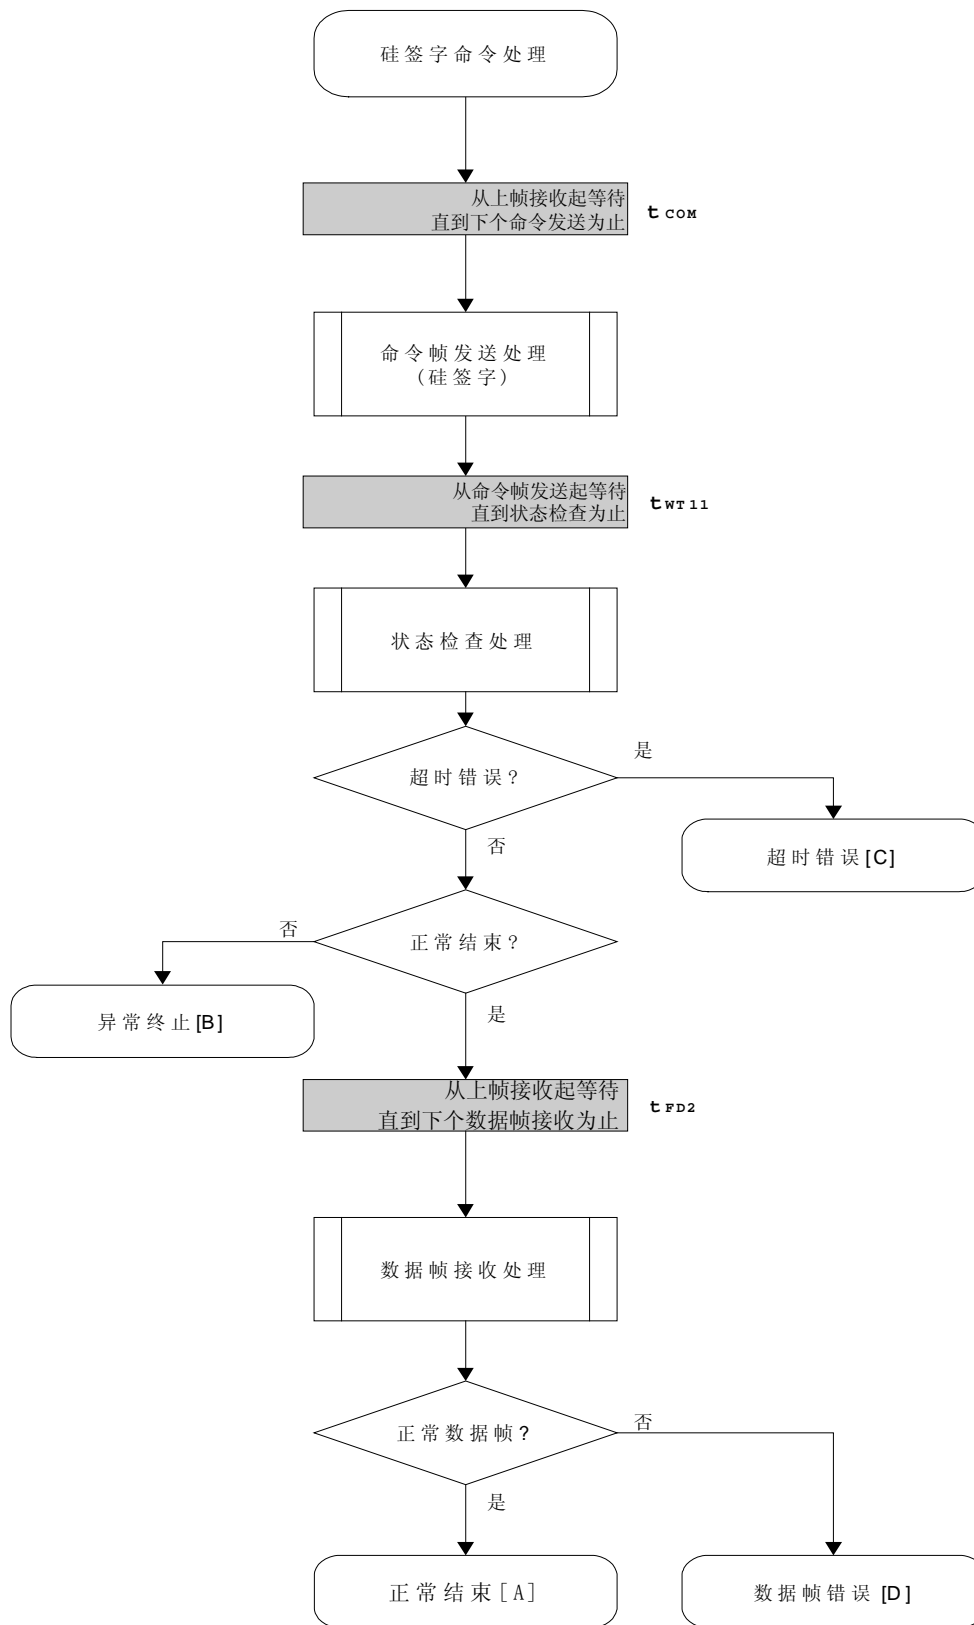 硅签字命令处理
从上帧接收起等待
直到下个命令发送为止
tCOM
命令帧发送处理
(硅签字)
从命令帧发送起等待
直到状态检查为止
tWT11
状态检查处理
超时错误?
是
超时错误[C]
否
正常结束?
否
异常终止[B]
是
从上帧接收起等待
直到下个数据帧接收为止
tFD2
数据帧接收处理
正常数据帧?
否
是
正常结束[A]
数据帧错误[D]